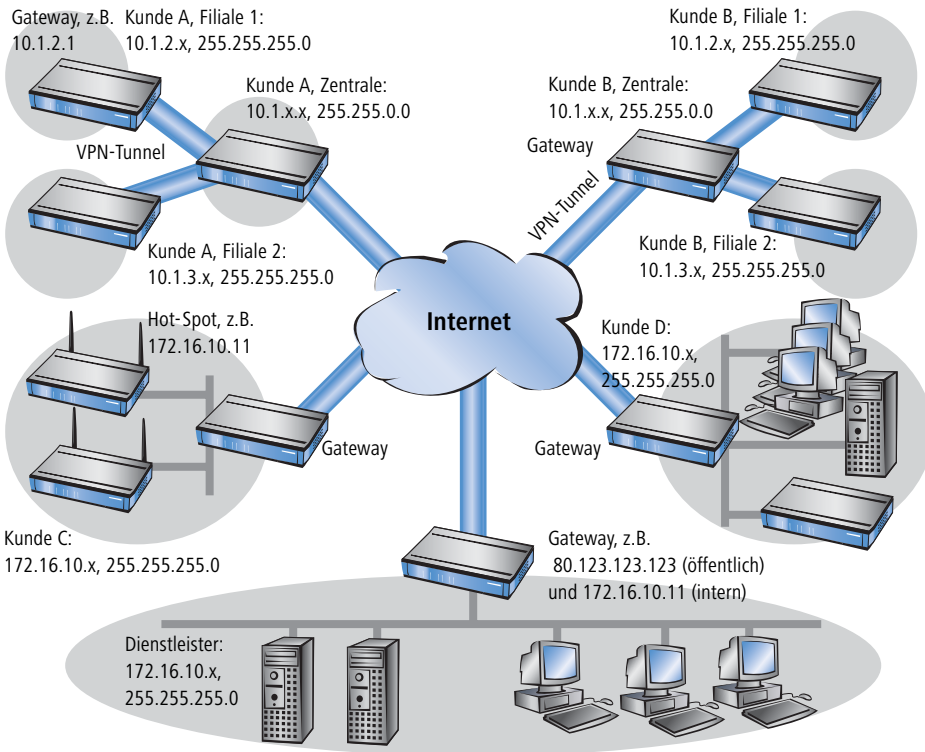 Gateway, z.B.
10.1.2.1
Kunde A, Filiale 1:
10.1.2.x, 255.255.255.0
Kunde B, Filiale 1:
10.1.2.x, 255.255.255.0
Kunde A, Zentrale:
10.1.x.x, 255.255.0.0
Kunde B, Zentrale:
10.1.x.x, 255.255.0.0
VPN-Tunnel
Gateway
VPN-Tunnel
Kunde A, Filiale 2:
10.1.3.x, 255.255.255.0
Kunde B, Filiale 2:
10.1.3.x, 255.255.255.0
Hot-Spot, z.B.
172.16.10.11
Internet
Kunde D:
172.16.10.x,
255.255.255.0
Gateway
Gateway
Kunde C:
172.16.10.x, 255.255.255.0
Gateway, z.B.
80.123.123.123 (öffentlich)
und 172.16.10.11 (intern)
Dienstleister:
172.16.10.x,
255.255.255.0